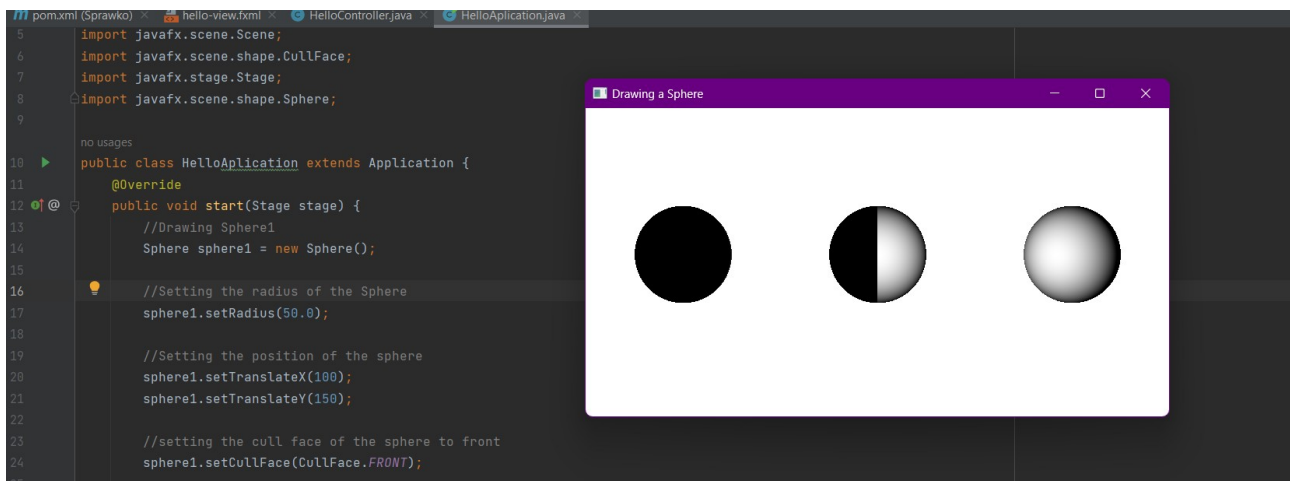 m pom.xml (Sprawko) × hello-view.fxml × HelloController.java × HelloAplication.java ×
5 import javafx.scene.Scene;
6 import javafx.scene.shape.CullFace;
7 import javafx.stage.Stage;
8 import javafx.scene.shape.Sphere;
9
no usages
10 public class HelloAplication extends Application {
11 @Override
12 @ public void start(Stage stage) {
13 //Drawing Sphere1
14 Sphere sphere1 = new Sphere();
15
16 //Setting the radius of the Sphere
17 sphere1.setRadius(50.0);
18
19 //Setting the position of the sphere
20 sphere1.setTranslateX(100);
21 sphere1.setTranslateY(150);
22
23 //setting the cull face of the sphere to front
24 sphere1.setCullFace(CullFace.FRONT);
Drawing a Sphere